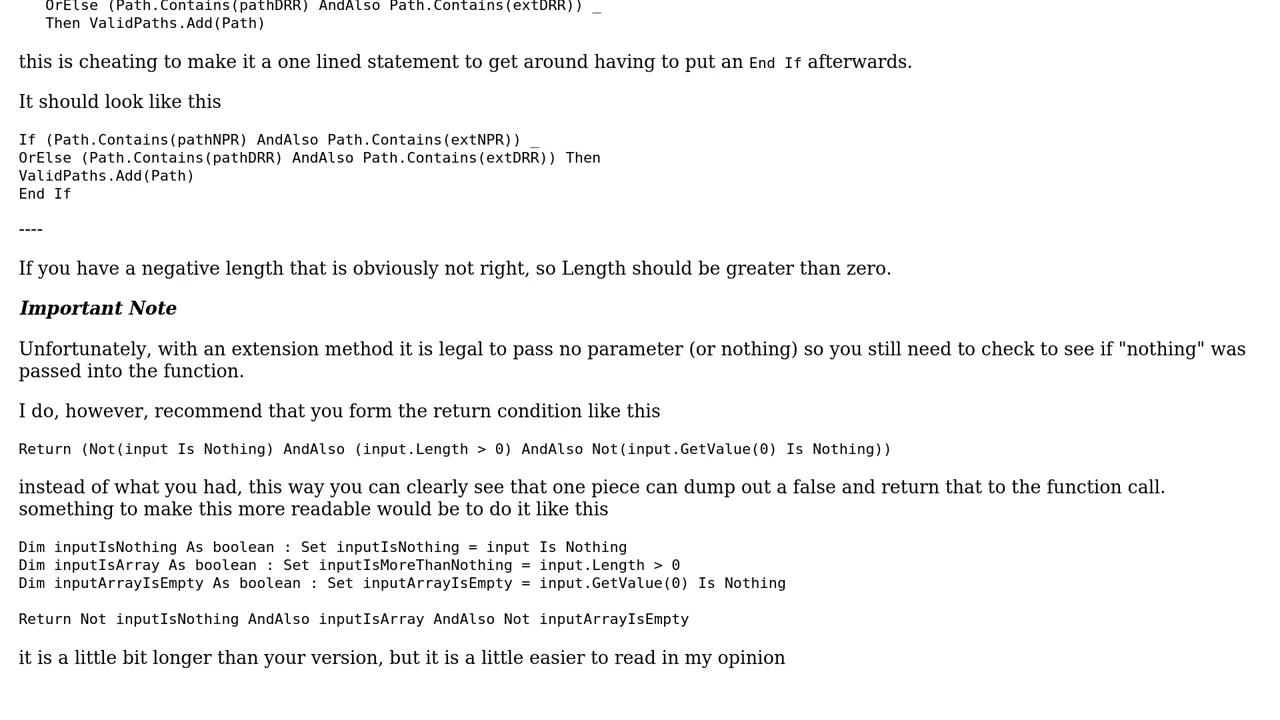 OrElse (Path.Contains(pathDRR) AndAlso Path.Contains(extDRR)) _
Then ValidPaths.Add(Path)
this is cheating to make it a one lined statement to get around having to put an End If afterwards.
It should look like this
If (Path.Contains(pathNPR) AndAlso Path.Contains(extNPR)) _
OrElse (Path.Contains(pathDRR) AndAlso Path.Contains(extDRR)) Then
ValidPaths.Add(Path)
End If
----
If you have a negative length that is obviously not right, so Length should be greater than zero.
Important Note
Unfortunately, with an extension method it is legal to pass no parameter (or nothing) so you still need to check to see if "nothing" was
passed into the function.
I do, however, recommend that you form the return condition like this
Return (Not(input Is Nothing) AndAlso (input.Length > 0) AndAlso Not(input.GetValue(0) Is Nothing))
instead of what you had, this way you can clearly see that one piece can dump out a false and return that to the function call.
something to make this more readable would be to do it like this
Dim inputIsNothing As boolean : Set inputIsNothing = input Is Nothing
Dim inputIsArray As boolean : Set inputIsMoreThanNothing = input.Length > 0
Dim inputArrayIsEmpty As boolean : Set inputArrayIsEmpty = input.GetValue(0) Is Nothing
Return Not inputIsNothing AndAlso inputIsArray AndAlso Not inputArrayIsEmpty
it is a little bit longer than your version, but it is a little easier to read in my opinion